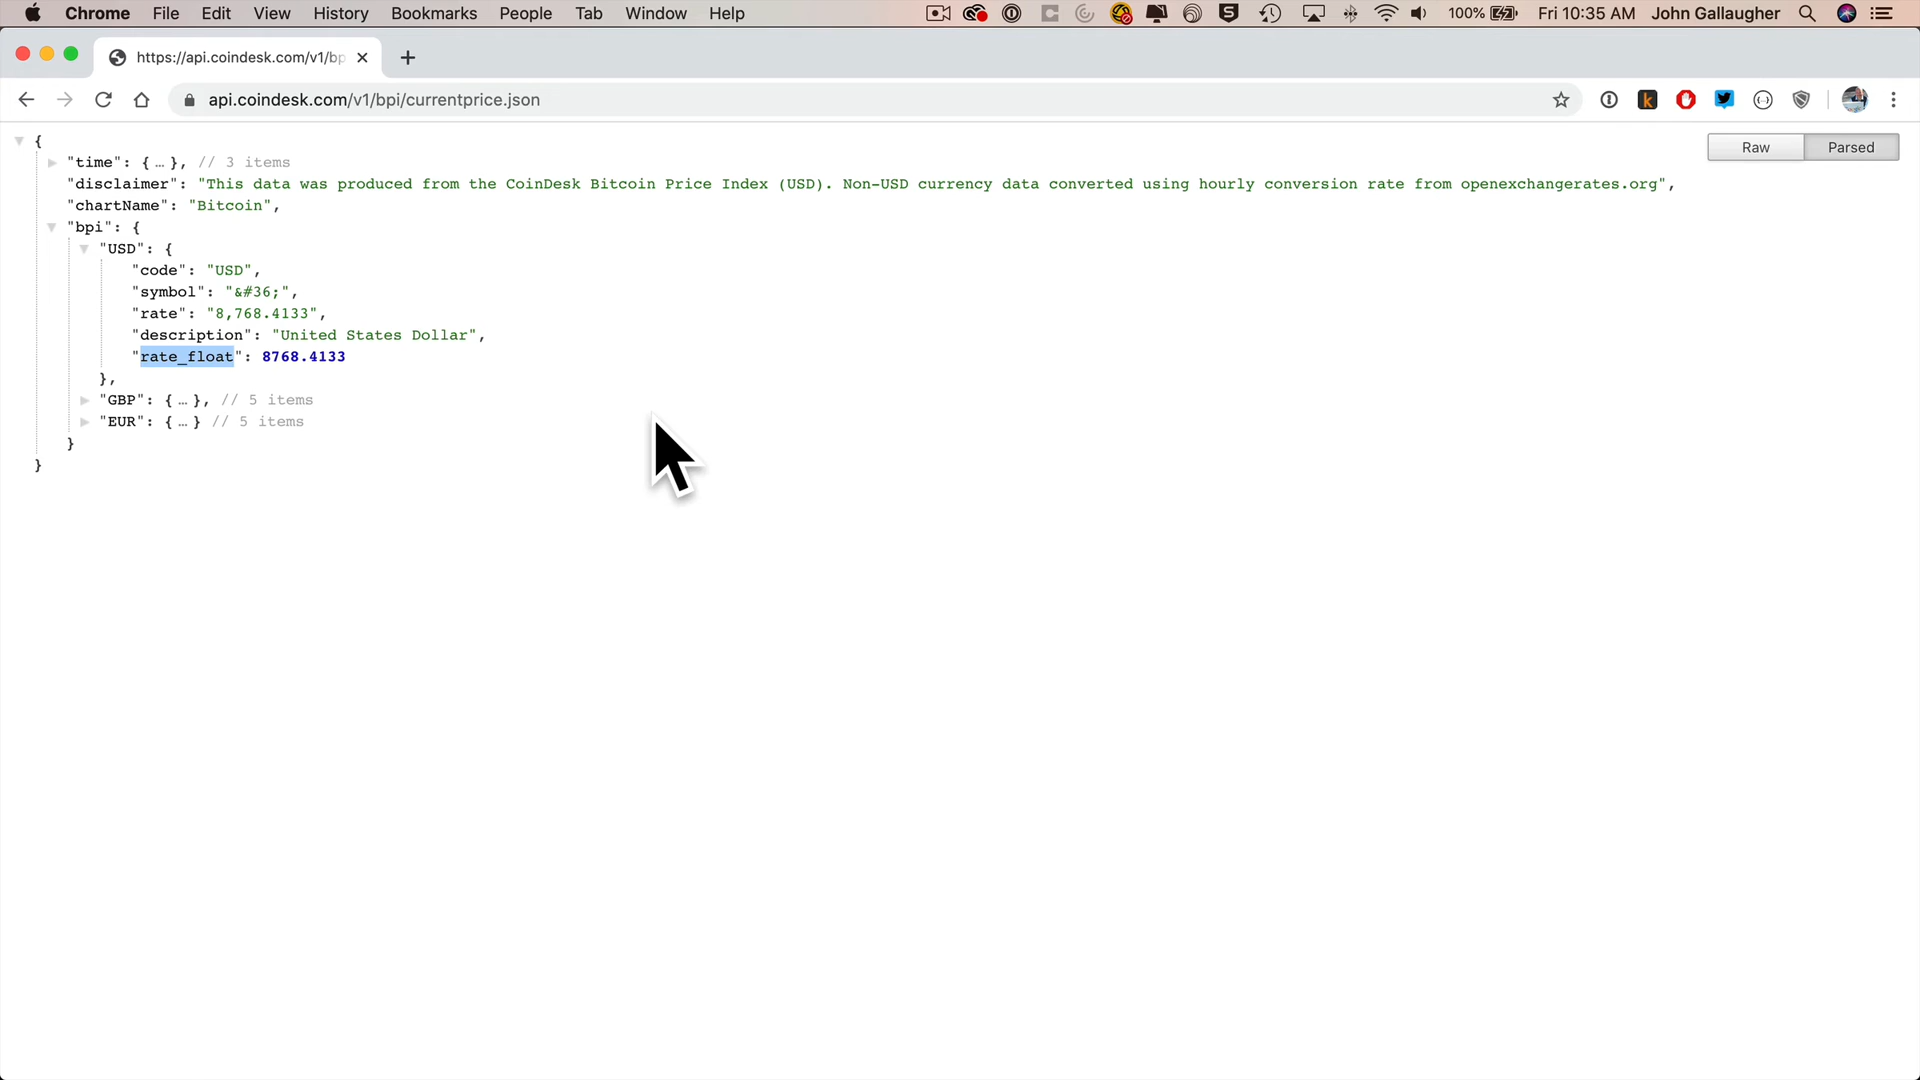 Chrome File Edit View History Bookmarks People Tab Window Help 100% Fri 10:35 AM John Gallaugher
https://api.coindesk.com/v1/bp
api.coindesk.com/v1/bpi/currentprice.json
Raw Parsed
{
"time": { … }, // 3 items
"disclaimer": "This data was produced from the CoinDesk Bitcoin Price Index (USD). Non-USD currency data converted using hourly conversion rate from openexchangerates.org",
"chartName": "Bitcoin",
"bpi": {
"USD": {
"code": "USD",
"symbol": "&#36;",
"rate": "8,768.4133",
"description": "United States Dollar",
"rate_float": 8768.4133
},
"GBP": { … }, // 5 items
"EUR": { … } // 5 items
}
}